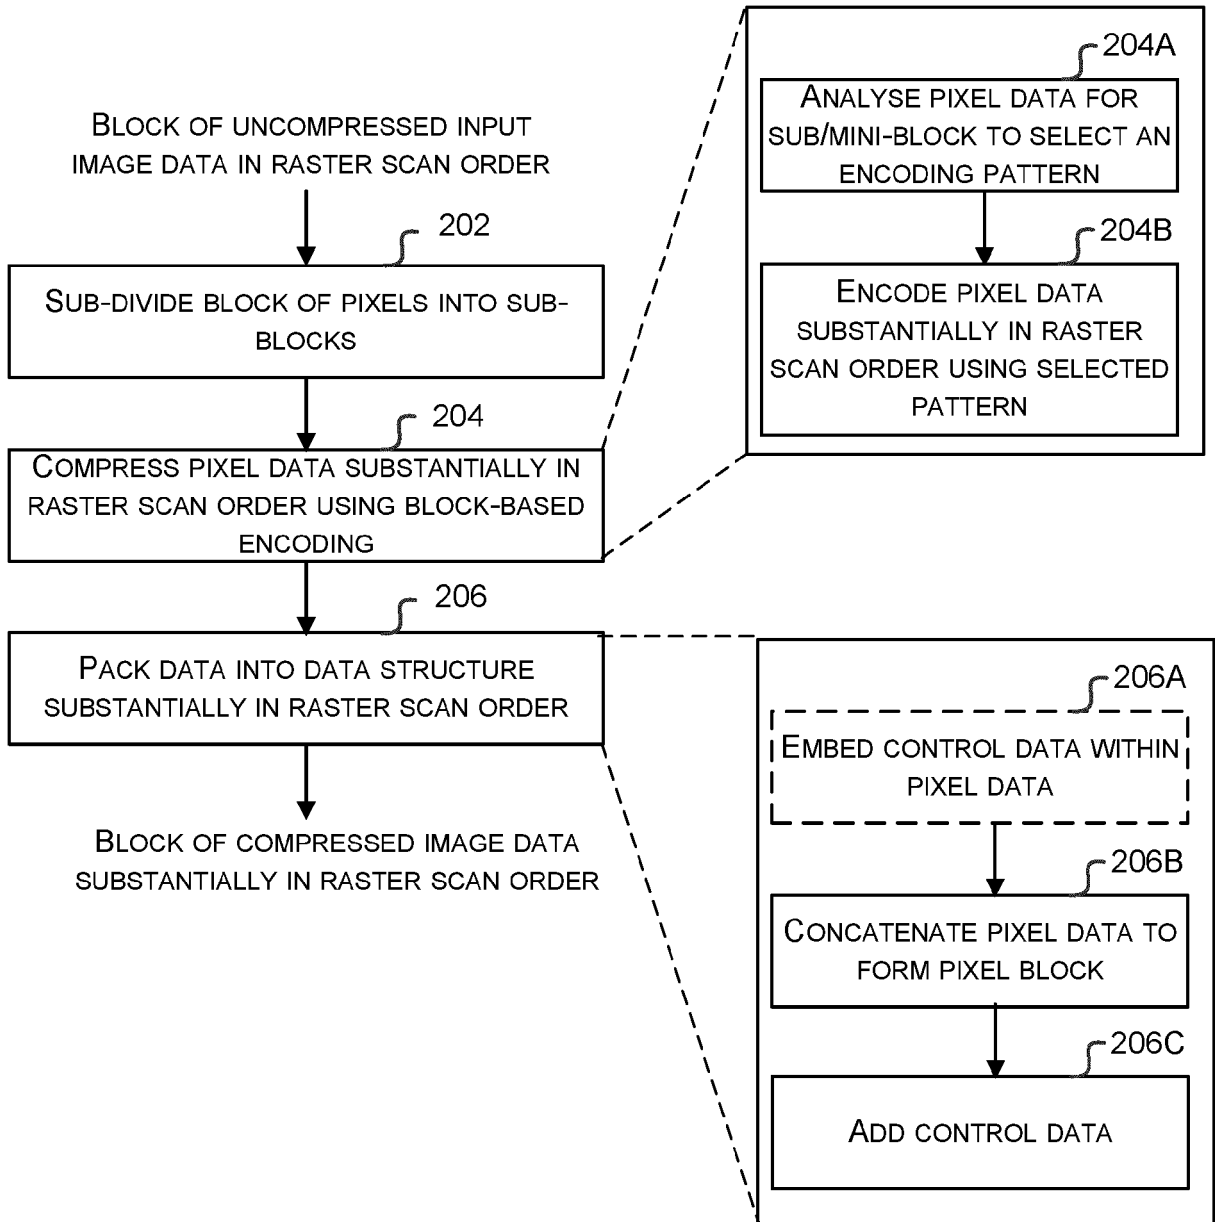 BLOCK OF UNCOMPRESSED INPUT
IMAGE DATA IN RASTER SCAN ORDER
202
SUB-DIVIDE BLOCK OF PIXELS INTO SUB-
BLOCKS
204
COMPRESS PIXEL DATA SUBSTANTIALLY IN
RASTER SCAN ORDER USING BLOCK-BASED
ENCODING
206
PACK DATA INTO DATA STRUCTURE
SUBSTANTIALLY IN RASTER SCAN ORDER
BLOCK OF COMPRESSED IMAGE DATA
SUBSTANTIALLY IN RASTER SCAN ORDER
204A
ANALYSE PIXEL DATA FOR
SUB/MINI-BLOCK TO SELECT AN
ENCODING PATTERN
204B
ENCODE PIXEL DATA
SUBSTANTIALLY IN RASTER
SCAN ORDER USING SELECTED
PATTERN
206A
EMBED CONTROL DATA WITHIN
PIXEL DATA
206B
CONCATENATE PIXEL DATA TO
FORM PIXEL BLOCK
206C
ADD CONTROL DATA